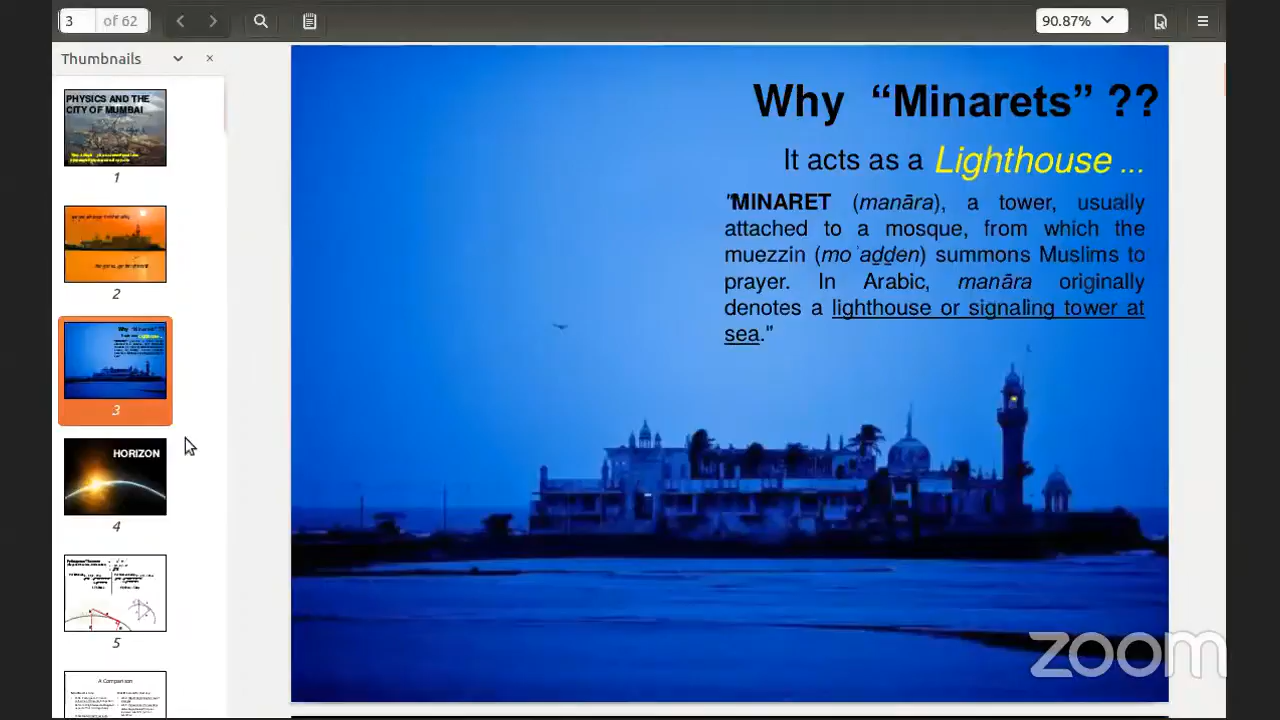 3 of 62
90.87%
Thumbnails
PHYSICS AND THE
CITY OF MUMBAI
1
2
3
HORIZON
4
5
A Comparison
Why “Minarets” ??
It acts as a Lighthouse ...
"MINARET (manāra), a tower, usually
attached to a mosque, from which the
muezzin (moʾaḏḏen) summons Muslims to
prayer. In Arabic, manāra originally
denotes a lighthouse or signaling tower at
sea."
zoom